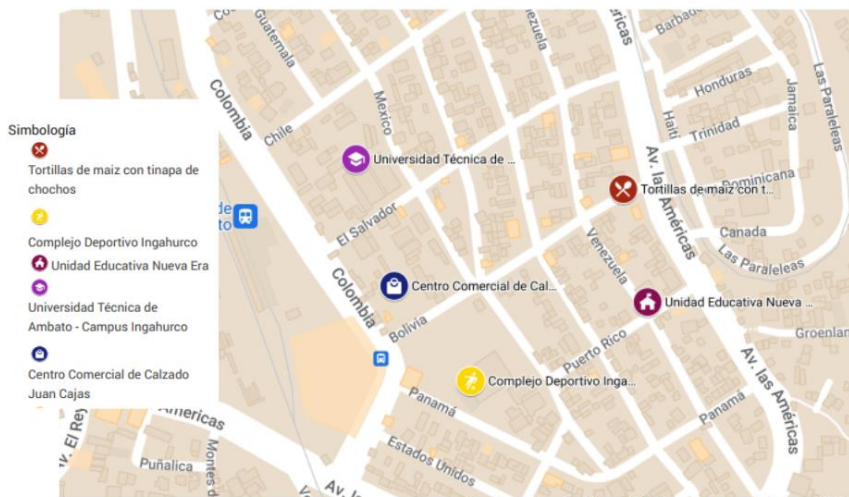 Simbología
Tortillas de maiz con tinapa de
chochos
Complejo Deportivo Ingahurco
Unidad Educativa Nueva Era
Universidad Técnica de
Ambato - Campus Ingahurco
Centro Comercial de Calzado
Juan Cajas
Guatemala
Colombia
Chile
Mexico
Venezuela
Américas
Barbados
Honduras
Haití
Trinidad
Jamaica
Las Paraleleas
Universidad Técnica de ...
Av. las Américas
Tortillas de maiz con t...
Dominicana
Canada
Las Paraleleas
de
to
El Salvador
Colombia
Centro Comercial de Cal...
Venezuela
Unidad Educativa Nueva ...
Bolivia
Puerto Rico
Groenlan
Av. las Américas
Complejo Deportivo Inga...
Panamá
Panamá
Estados Unidos
Americas
v. El Rey
Puñalica
Montes d
Av. las